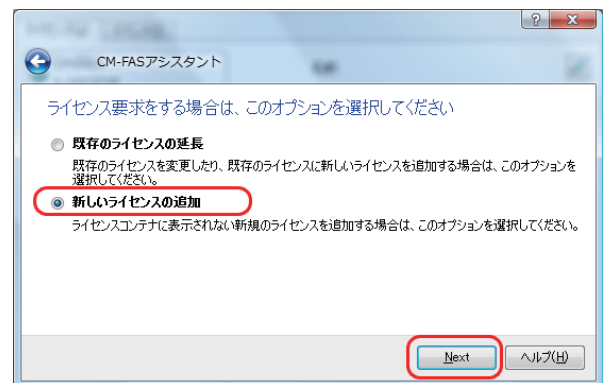 CM-FASアシスタント
ライセンス要求をする場合は、このオプションを選択してください
既存のライセンスの延長
既存のライセンスを変更したり、既存のライセンスに新しいライセンスを追加する場合は、このオプションを
選択してください。
新しいライセンスの追加
ライセンスコンテナに表示されない新規のライセンスを追加する場合は、このオプションを選択してください。
Next
ヘルプ(H)